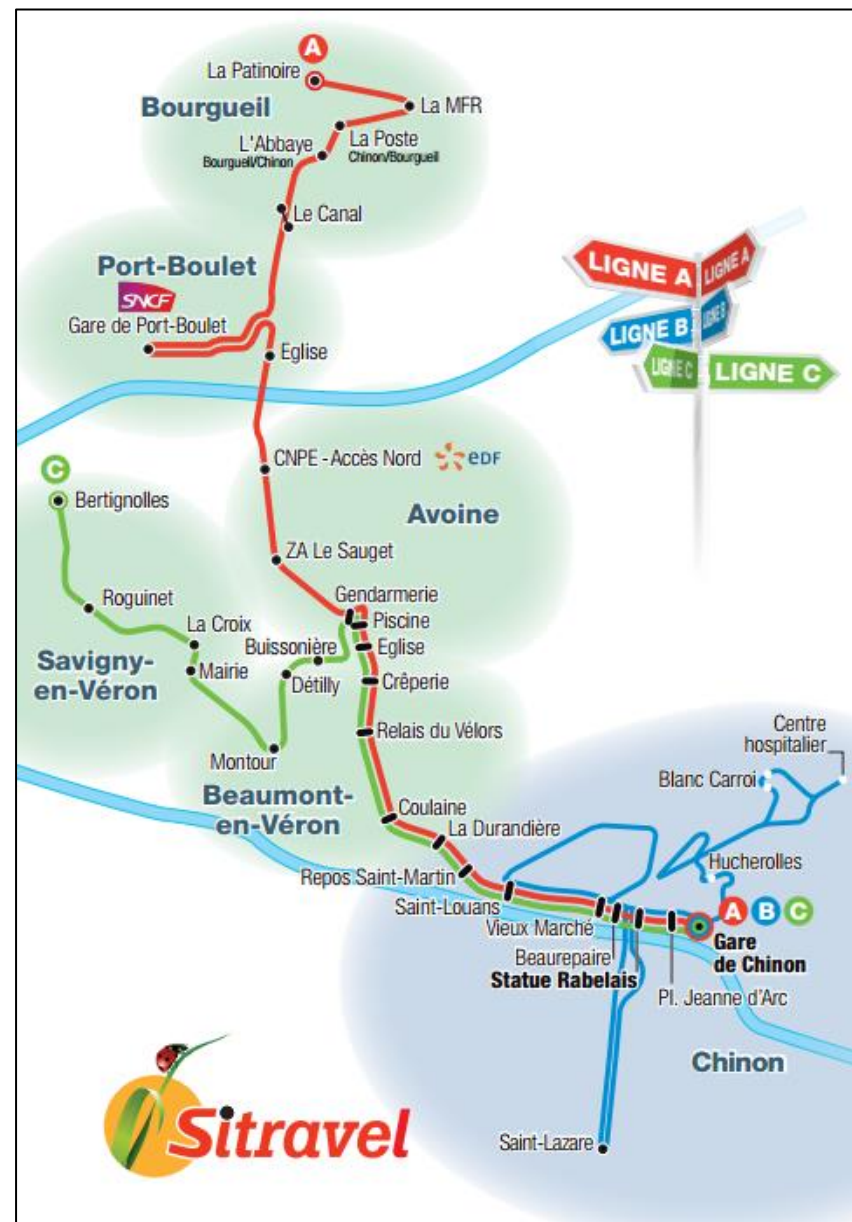 A
La Patinoire
Bourgueil
La MFR
L'Abbaye
Bourgueil/Chinon
La Poste
Chinon/Bourgueil
Le Canal
Port-Boulet
SNCF
Gare de Port-Boulet
Eglise
LIGNE A
LIGNE A
LIGNE B
LIGNE B
LIGNE C
LIGNE C
CNPE - Accès Nord
eDF
C
Bertignolles
Avoine
ZA Le Sauget
Gendarmerie
Roguinet
Piscine
La Croix
Buissonière
Eglise
Savigny-
en-Véron
Mairie
Détilly
Crêperie
Relais du Vélors
Montour
Centre
hospitalier
Blanc Carroi
Beaumont-
en-Véron
Coulaine
La Durandière
Hucherolles
Repos Saint-Martin
Saint-Louans
A B C
Vieux Marché
Gare
de Chinon
Beaurepaire
Statue Rabelais
Pl. Jeanne d'Arc
Chinon
Sitravel
Saint-Lazare